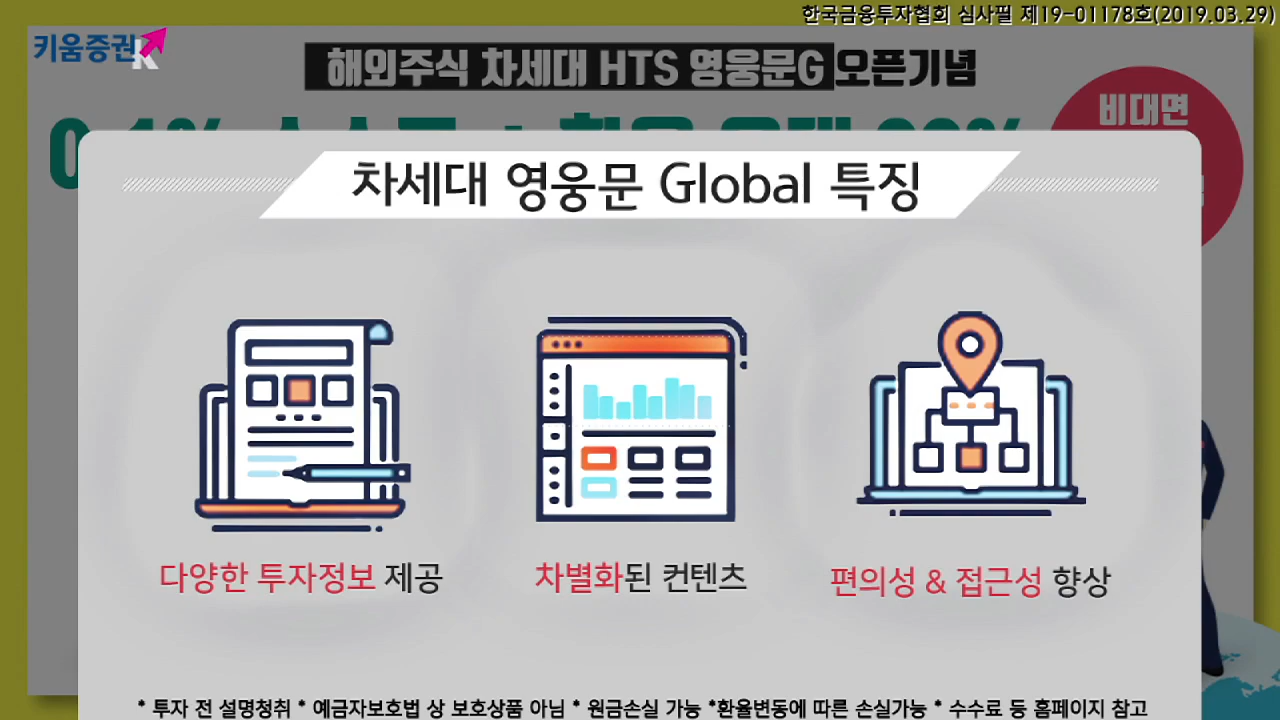 한국금융투자협회 심사필 제19-01178호(2019.03.29)
키움증권
해외주식 차세대 HTS 영웅문G 오픈기념
비대면
차세대 영웅문 Global 특징
다양한 투자정보 제공
차별화된 컨텐츠
편의성 & 접근성 향상
* 투자 전 설명청취 * 예금자보호법 상 보호상품 아님 * 원금손실 가능 *환율변동에 따른 손실가능 * 수수료 등 홈페이지 참고